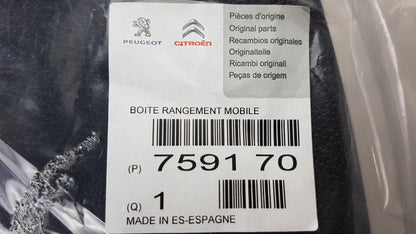 PEUGEOT CITROËN
Pièces d'origine
Original parts
Recambios originales
Originalteile
Ricambi originali
Peças de origem
BOITE RANGEMENT MOBILE
(P) 7591 70
(Q) 1
MADE IN ES-ESPAGNE